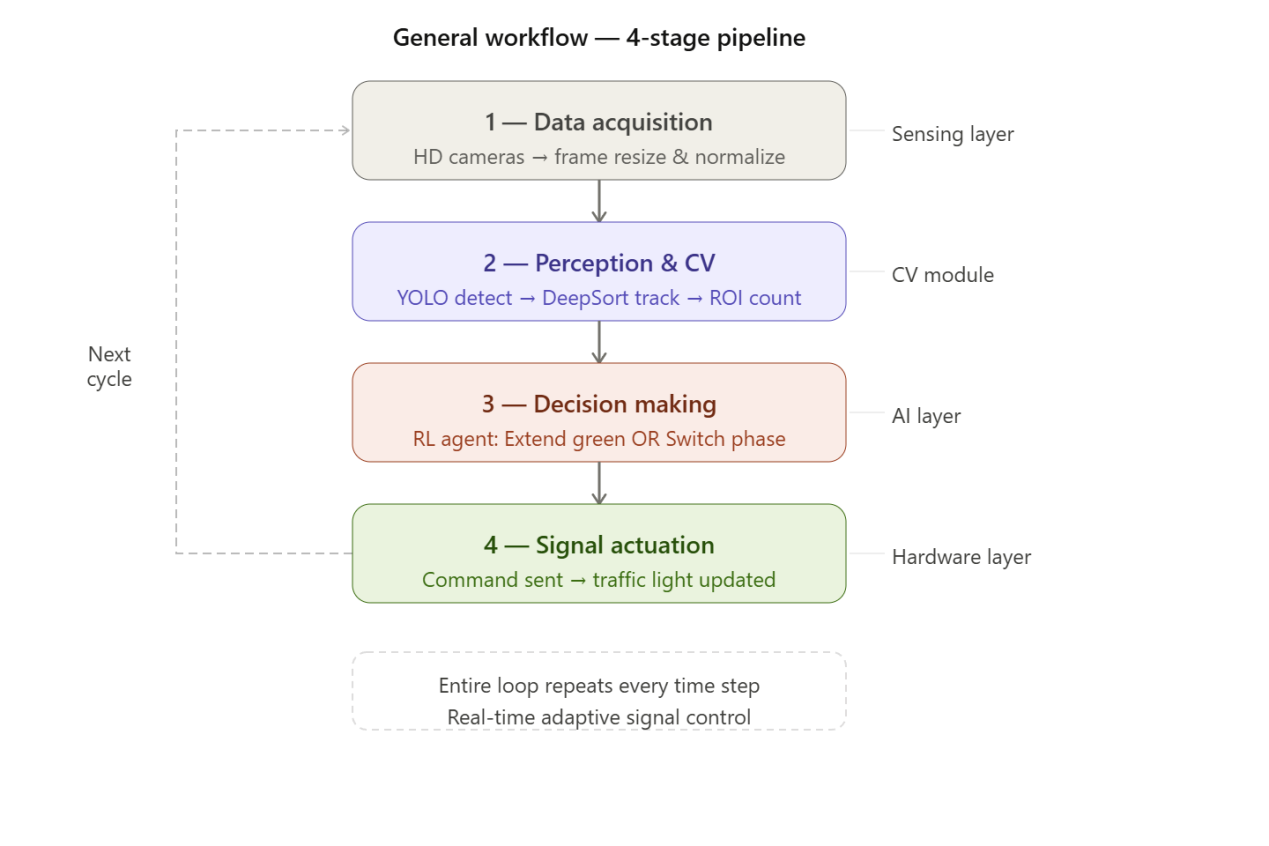 General workflow — 4-stage pipeline
1 — Data acquisition
HD cameras → frame resize & normalize
Sensing layer
2 — Perception & CV
YOLO detect → DeepSort track → ROI count
CV module
Next
cycle
3 — Decision making
RL agent: Extend green OR Switch phase
AI layer
4 — Signal actuation
Command sent → traffic light updated
Hardware layer
Entire loop repeats every time step
Real-time adaptive signal control